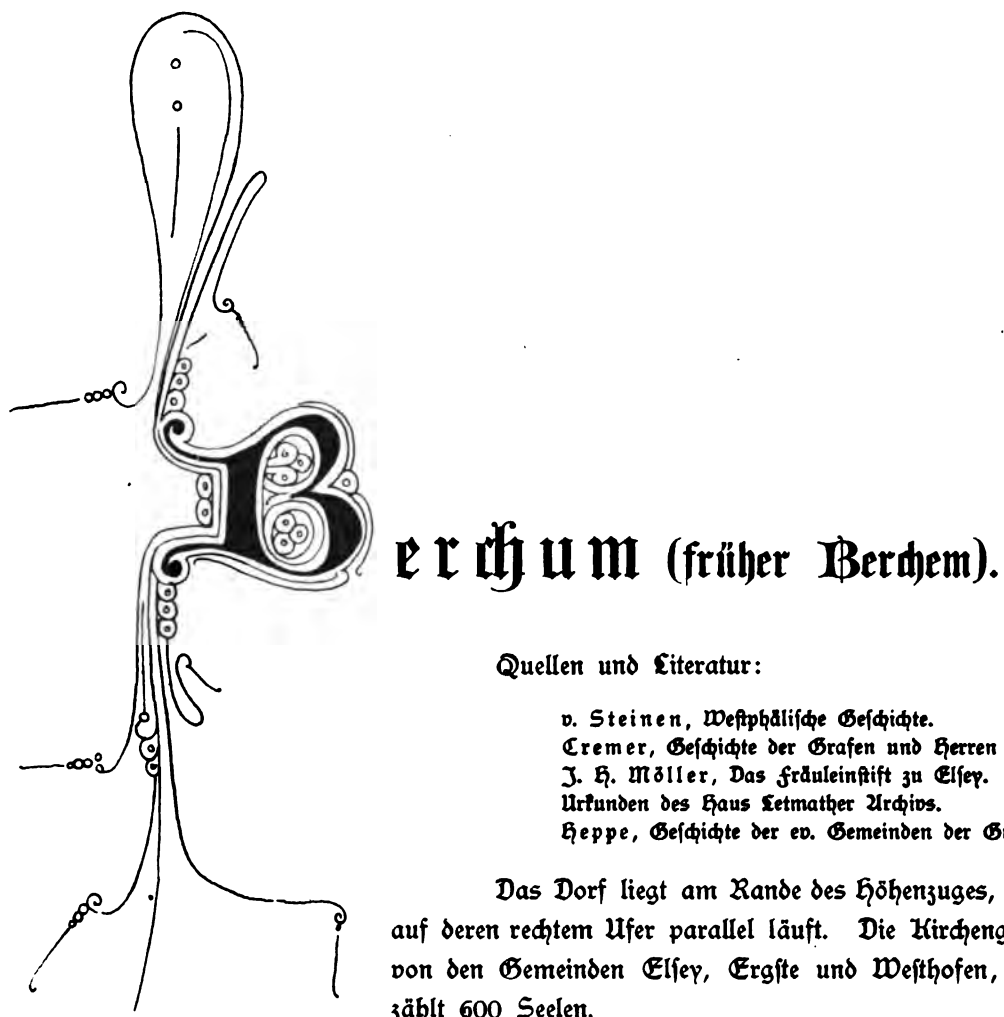 Berchum (früher Berchem).
Quellen und Literatur:
v. Steinen, Westphälische Geschichte.
Cremer, Geschichte der Grafen und Herren
J. H. Möller, Das Fräuleinstift zu Elsey.
Urkunden des Haus Letmather Archivs.
Heppe, Geschichte der ev. Gemeinden der
Das Dorf liegt am Rande des Höhenzuges,
auf deren rechtem Ufer parallel läuft. Die
von den Gemeinden Elsey, Ergste und Westhofen,
zählt 600 Seelen.